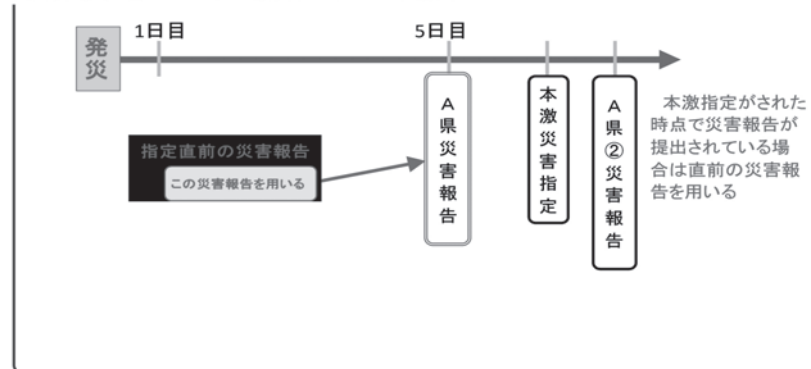 発災
1日目
5日目
A県災害報告
本激災害指定
A県②災害報告
本激指定がされた
時点で災害報告が
提出されている場
合は直前の災害報
告を用いる
指定直前の災害報告
この災害報告を用いる